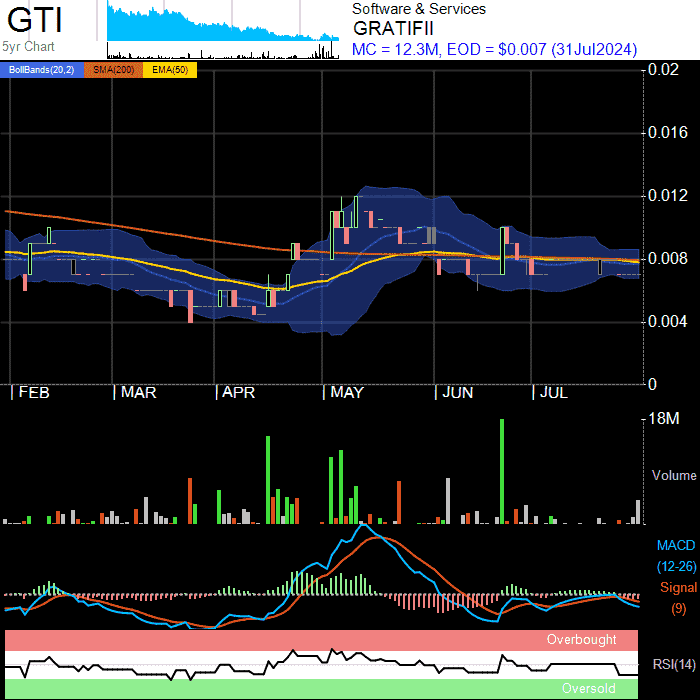 GTI
5yr Chart
Software & Services
GRATIFII
MC = 12.3M, EOD = $0.007 (31Jul2024)
BollBands(20,2) SMA(200) EMA(50)
0.02
0.016
0.012
0.008
0.004
0
FEB MAR APR MAY JUN JUL
18M
Volume
MACD
(12-26)
Signal
(9)
Overbought
RSI(14)
Oversold